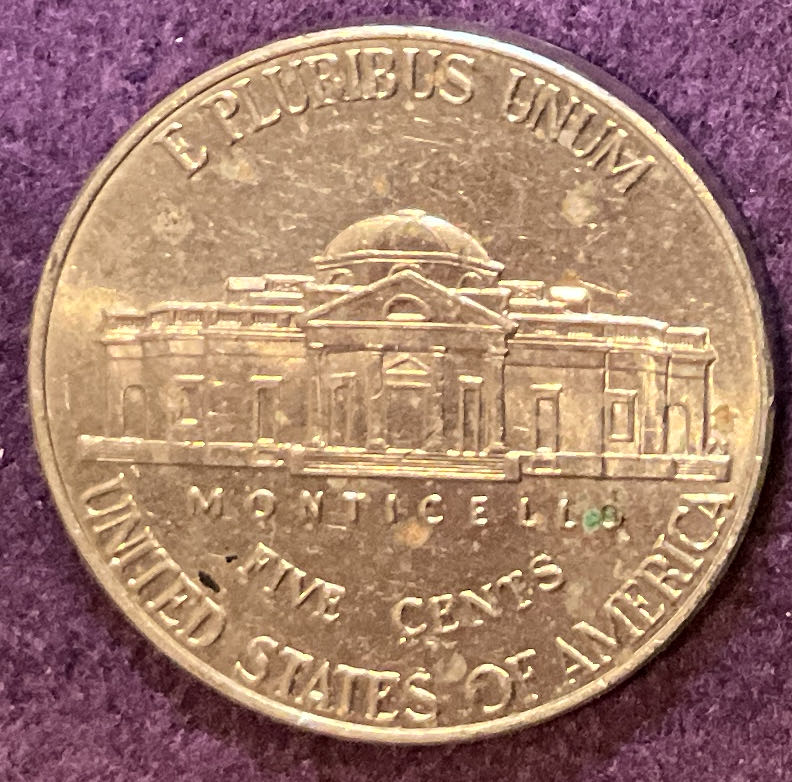 E PLURIBUS UNUM
MONTICELLO
FIVE CENTS
UNITED STATES OF AMERICA